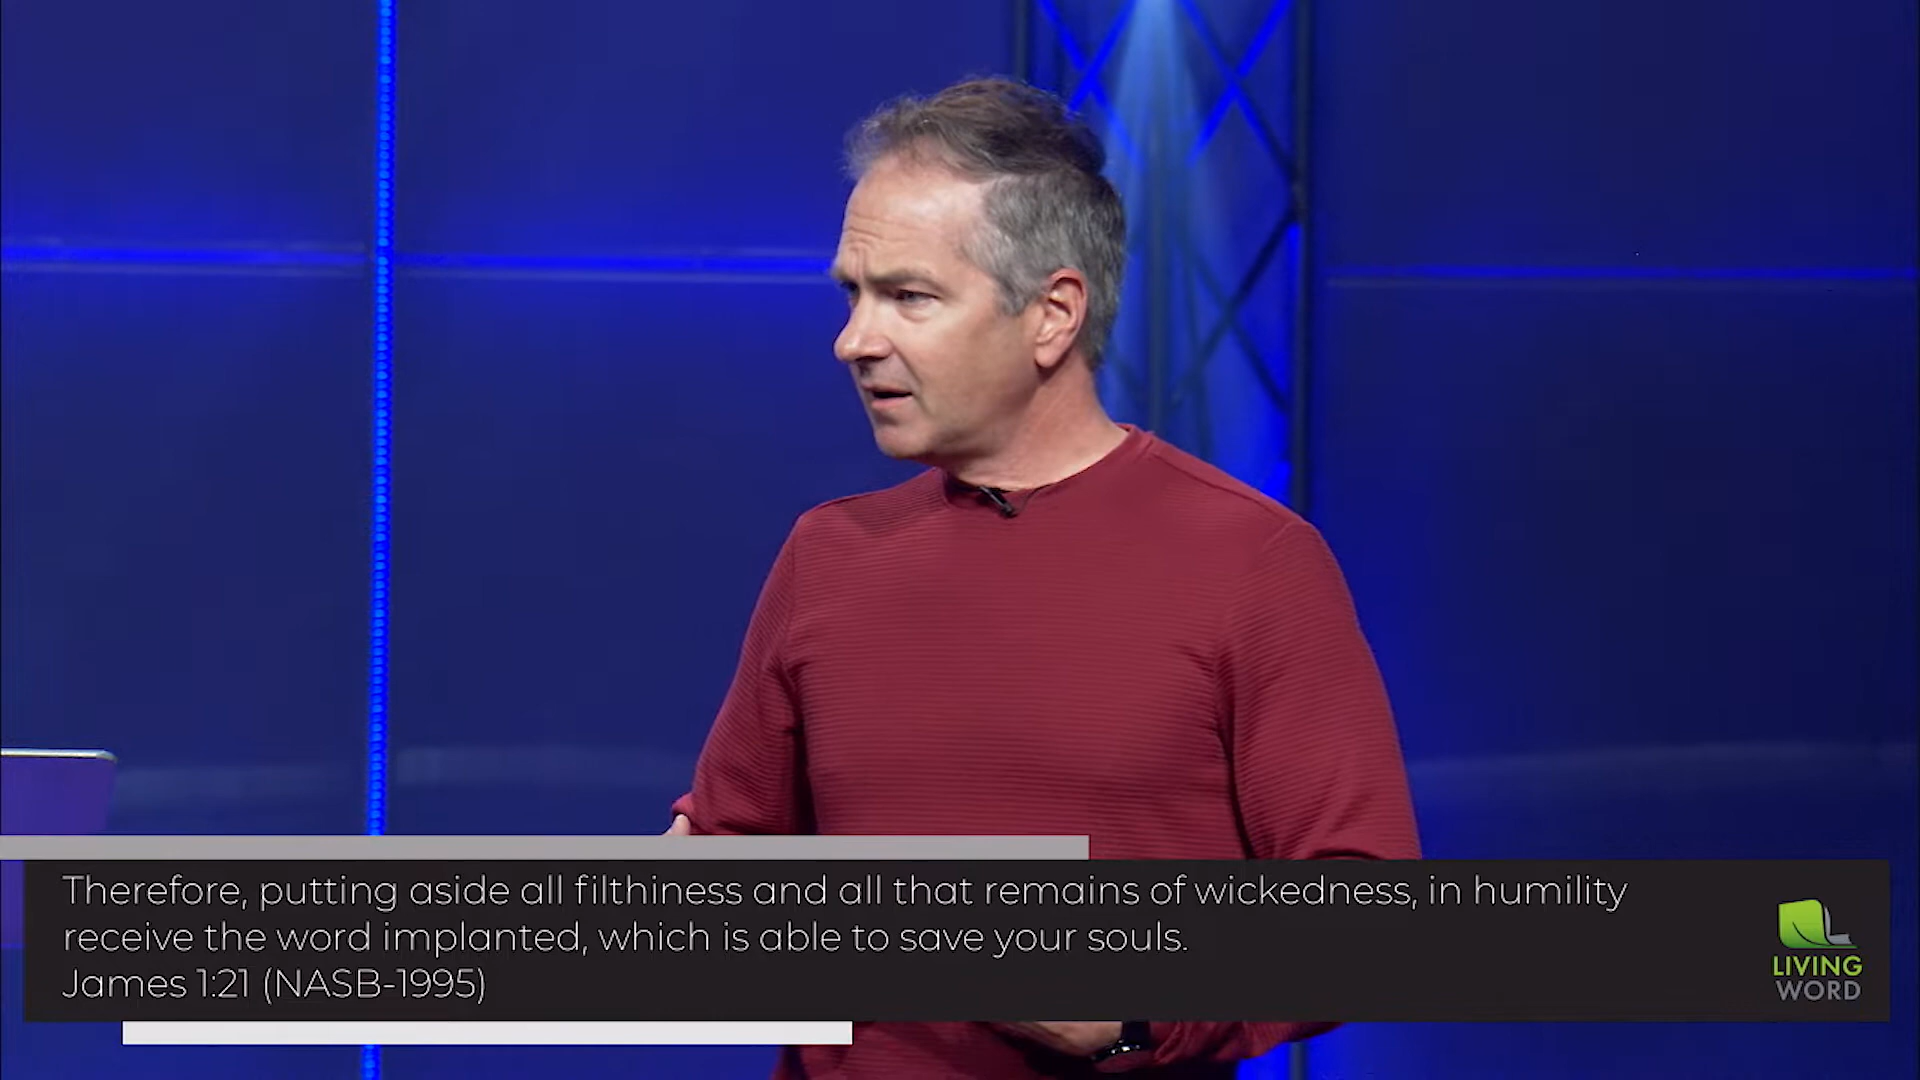 Therefore, putting aside all filthiness and all that remains of wickedness, in humility
receive the word implanted, which is able to save your souls.
James 1:21 (NASB-1995)
LIVING
WORD